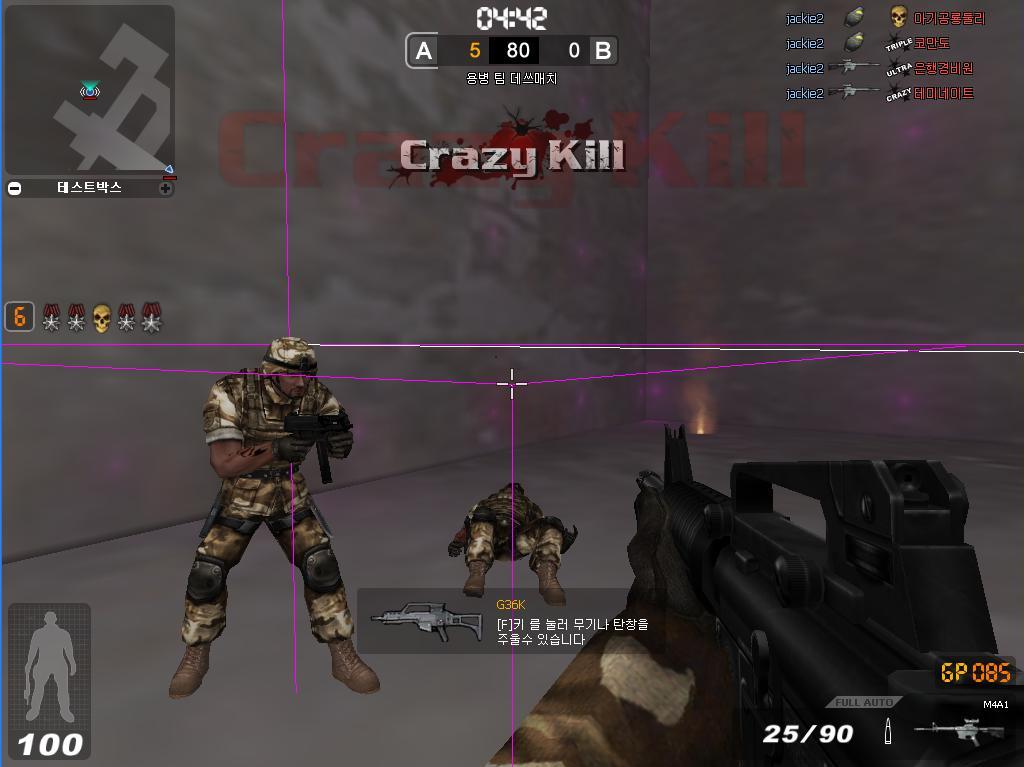 04:42
A 5 80 0 B
용병 팀 데쓰매치
jackie2 아기공룡둘리
jackie2 TRIPLE 코만도
jackie2 ULTRA 은행경비원
jackie2 CRAZY 테미네이트
Crazy Kill
Crazy Kill
테스트박스
6
G36K
[F]키 를 눌러 무기나 탄창을
주울수 있습니다
GP 085
FULL AUTO
M4A1
100
25/90